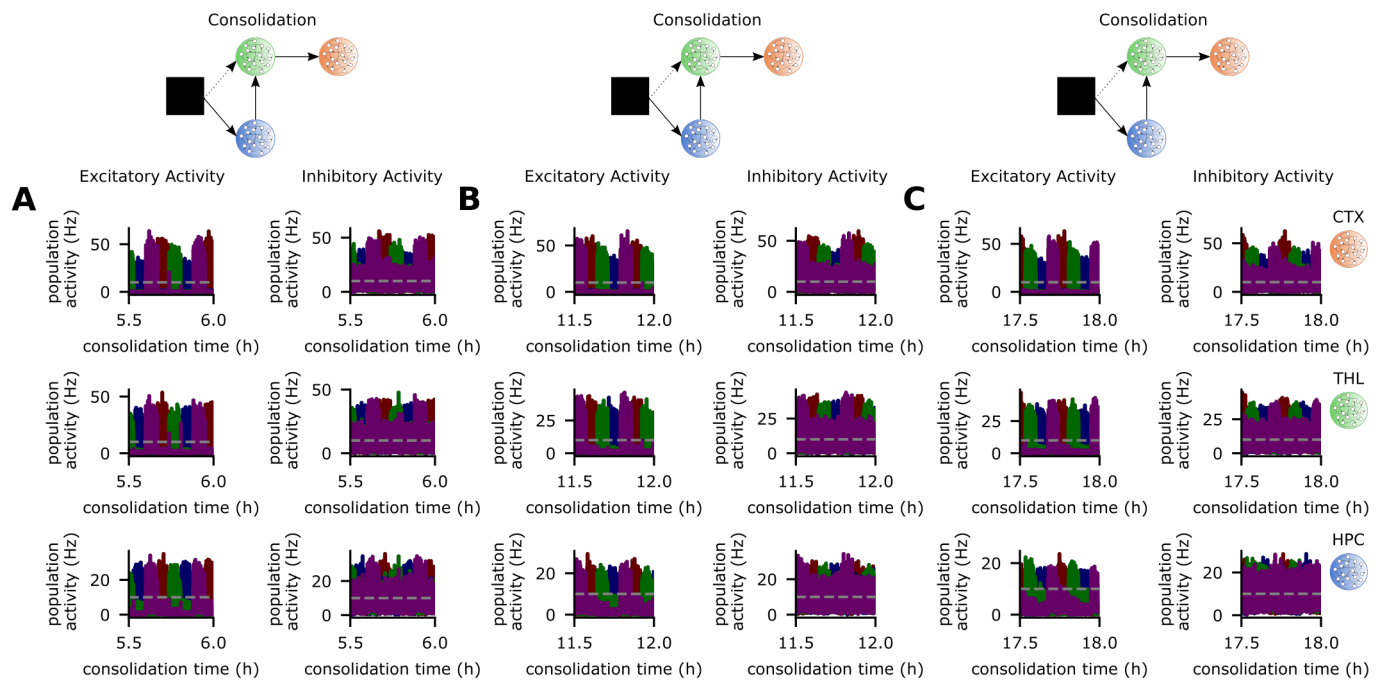 Consolidation Consolidation Consolidation
Excitatory Activity Inhibitory Activity Excitatory Activity Inhibitory Activity Excitatory Activity Inhibitory Activity
A B C
CTX
population
activity (Hz)
50
0
5.5 6.0
consolidation time (h)
population
activity (Hz)
50
0
5.5 6.0
consolidation time (h)
population
activity (Hz)
50
0
11.5 12.0
consolidation time (h)
population
activity (Hz)
50
0
11.5 12.0
consolidation time (h)
population
activity (Hz)
50
0
17.5 18.0
consolidation time (h)
population
activity (Hz)
50
0
17.5 18.0
consolidation time (h)
THL
population
activity (Hz)
50
0
5.5 6.0
consolidation time (h)
population
activity (Hz)
50
0
5.5 6.0
consolidation time (h)
population
activity (Hz)
25
0
11.5 12.0
consolidation time (h)
population
activity (Hz)
25
0
11.5 12.0
consolidation time (h)
population
activity (Hz)
25
0
17.5 18.0
consolidation time (h)
population
activity (Hz)
25
0
17.5 18.0
consolidation time (h)
HPC
population
activity (Hz)
20
0
5.5 6.0
consolidation time (h)
population
activity (Hz)
20
0
5.5 6.0
consolidation time (h)
population
activity (Hz)
20
0
11.5 12.0
consolidation time (h)
population
activity (Hz)
20
0
11.5 12.0
consolidation time (h)
population
activity (Hz)
20
0
17.5 18.0
consolidation time (h)
population
activity (Hz)
20
0
17.5 18.0
consolidation time (h)